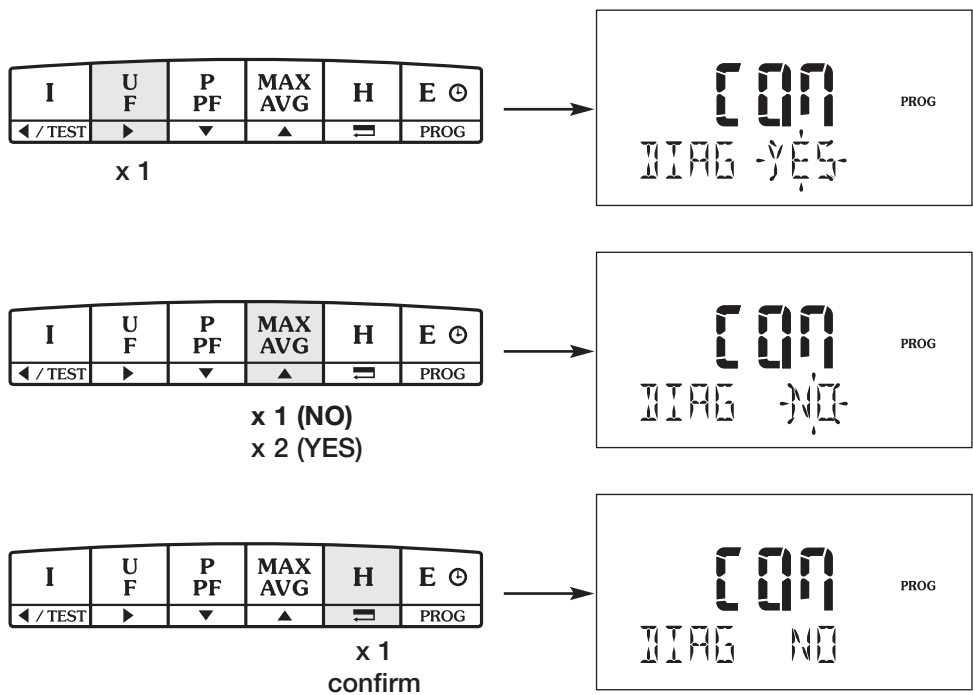 I U F P PF MAX AVG H E
/ TEST PROG
x 1
COM
PROG
DIAG YES
I U F P PF MAX AVG H E
/ TEST PROG
x 1 (NO)
x 2 (YES)
COM
PROG
DIAG NO
I U F P PF MAX AVG H E
/ TEST PROG
x 1
confirm
COM
PROG
DIAG NO